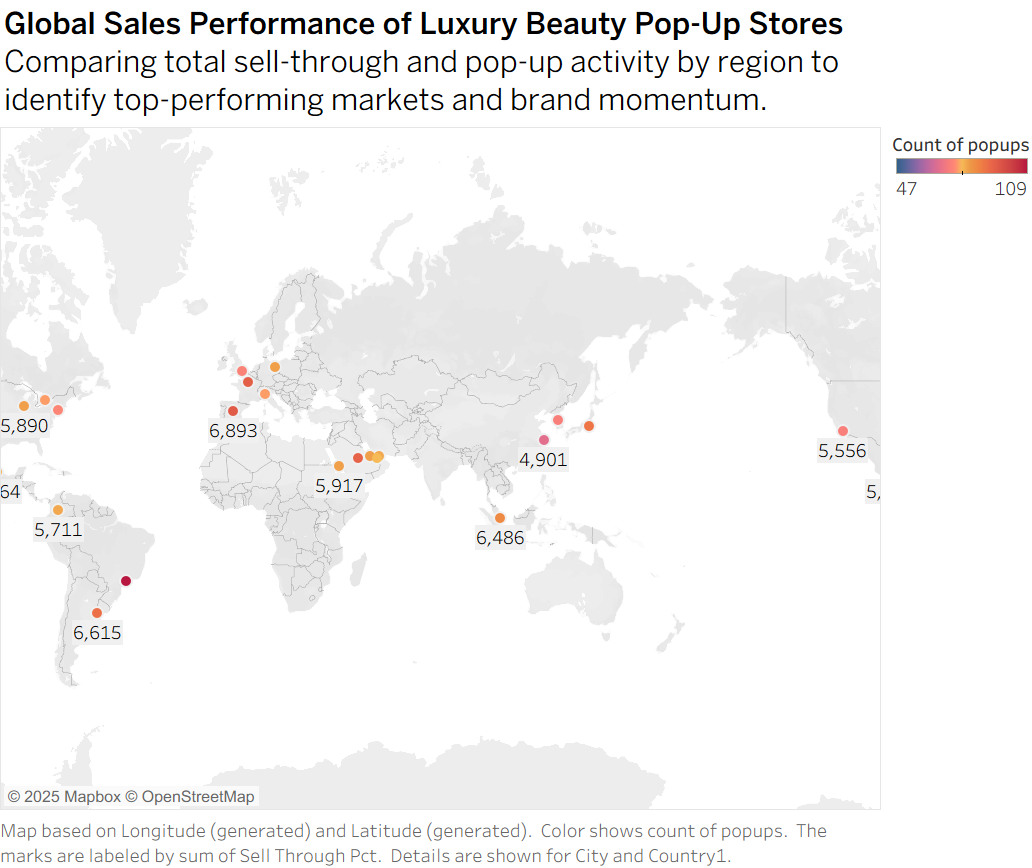 Global Sales Performance of Luxury Beauty Pop-Up Stores
Comparing total sell-through and pop-up activity by region to
identify top-performing markets and brand momentum.
Count of popups
47 109
5,890
6,893
4,901
5,556
5,917
64
5,
5,711
6,486
6,615
© 2025 Mapbox © OpenStreetMap
Map based on Longitude (generated) and Latitude (generated).  Color shows count of popups.  The
marks are labeled by sum of Sell Through Pct.  Details are shown for City and Country1.